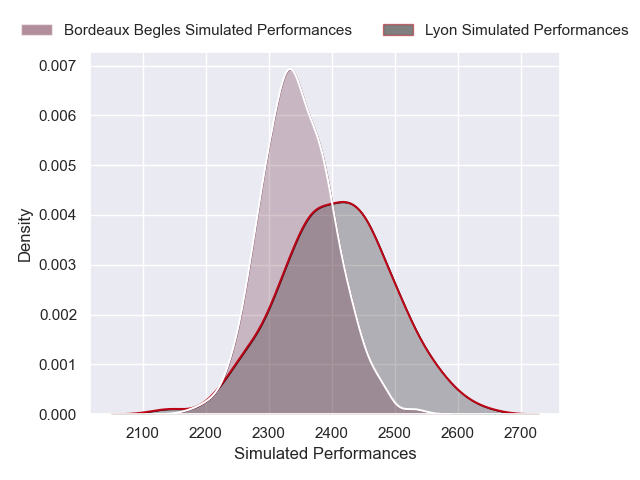 Bordeaux Begles Simulated Performances Lyon Simulated Performances
0.007
0.006
0.005
0.004
0.003
0.002
0.001
0.000
Density
2100 2200 2300 2400 2500 2600 2700
Simulated Performances